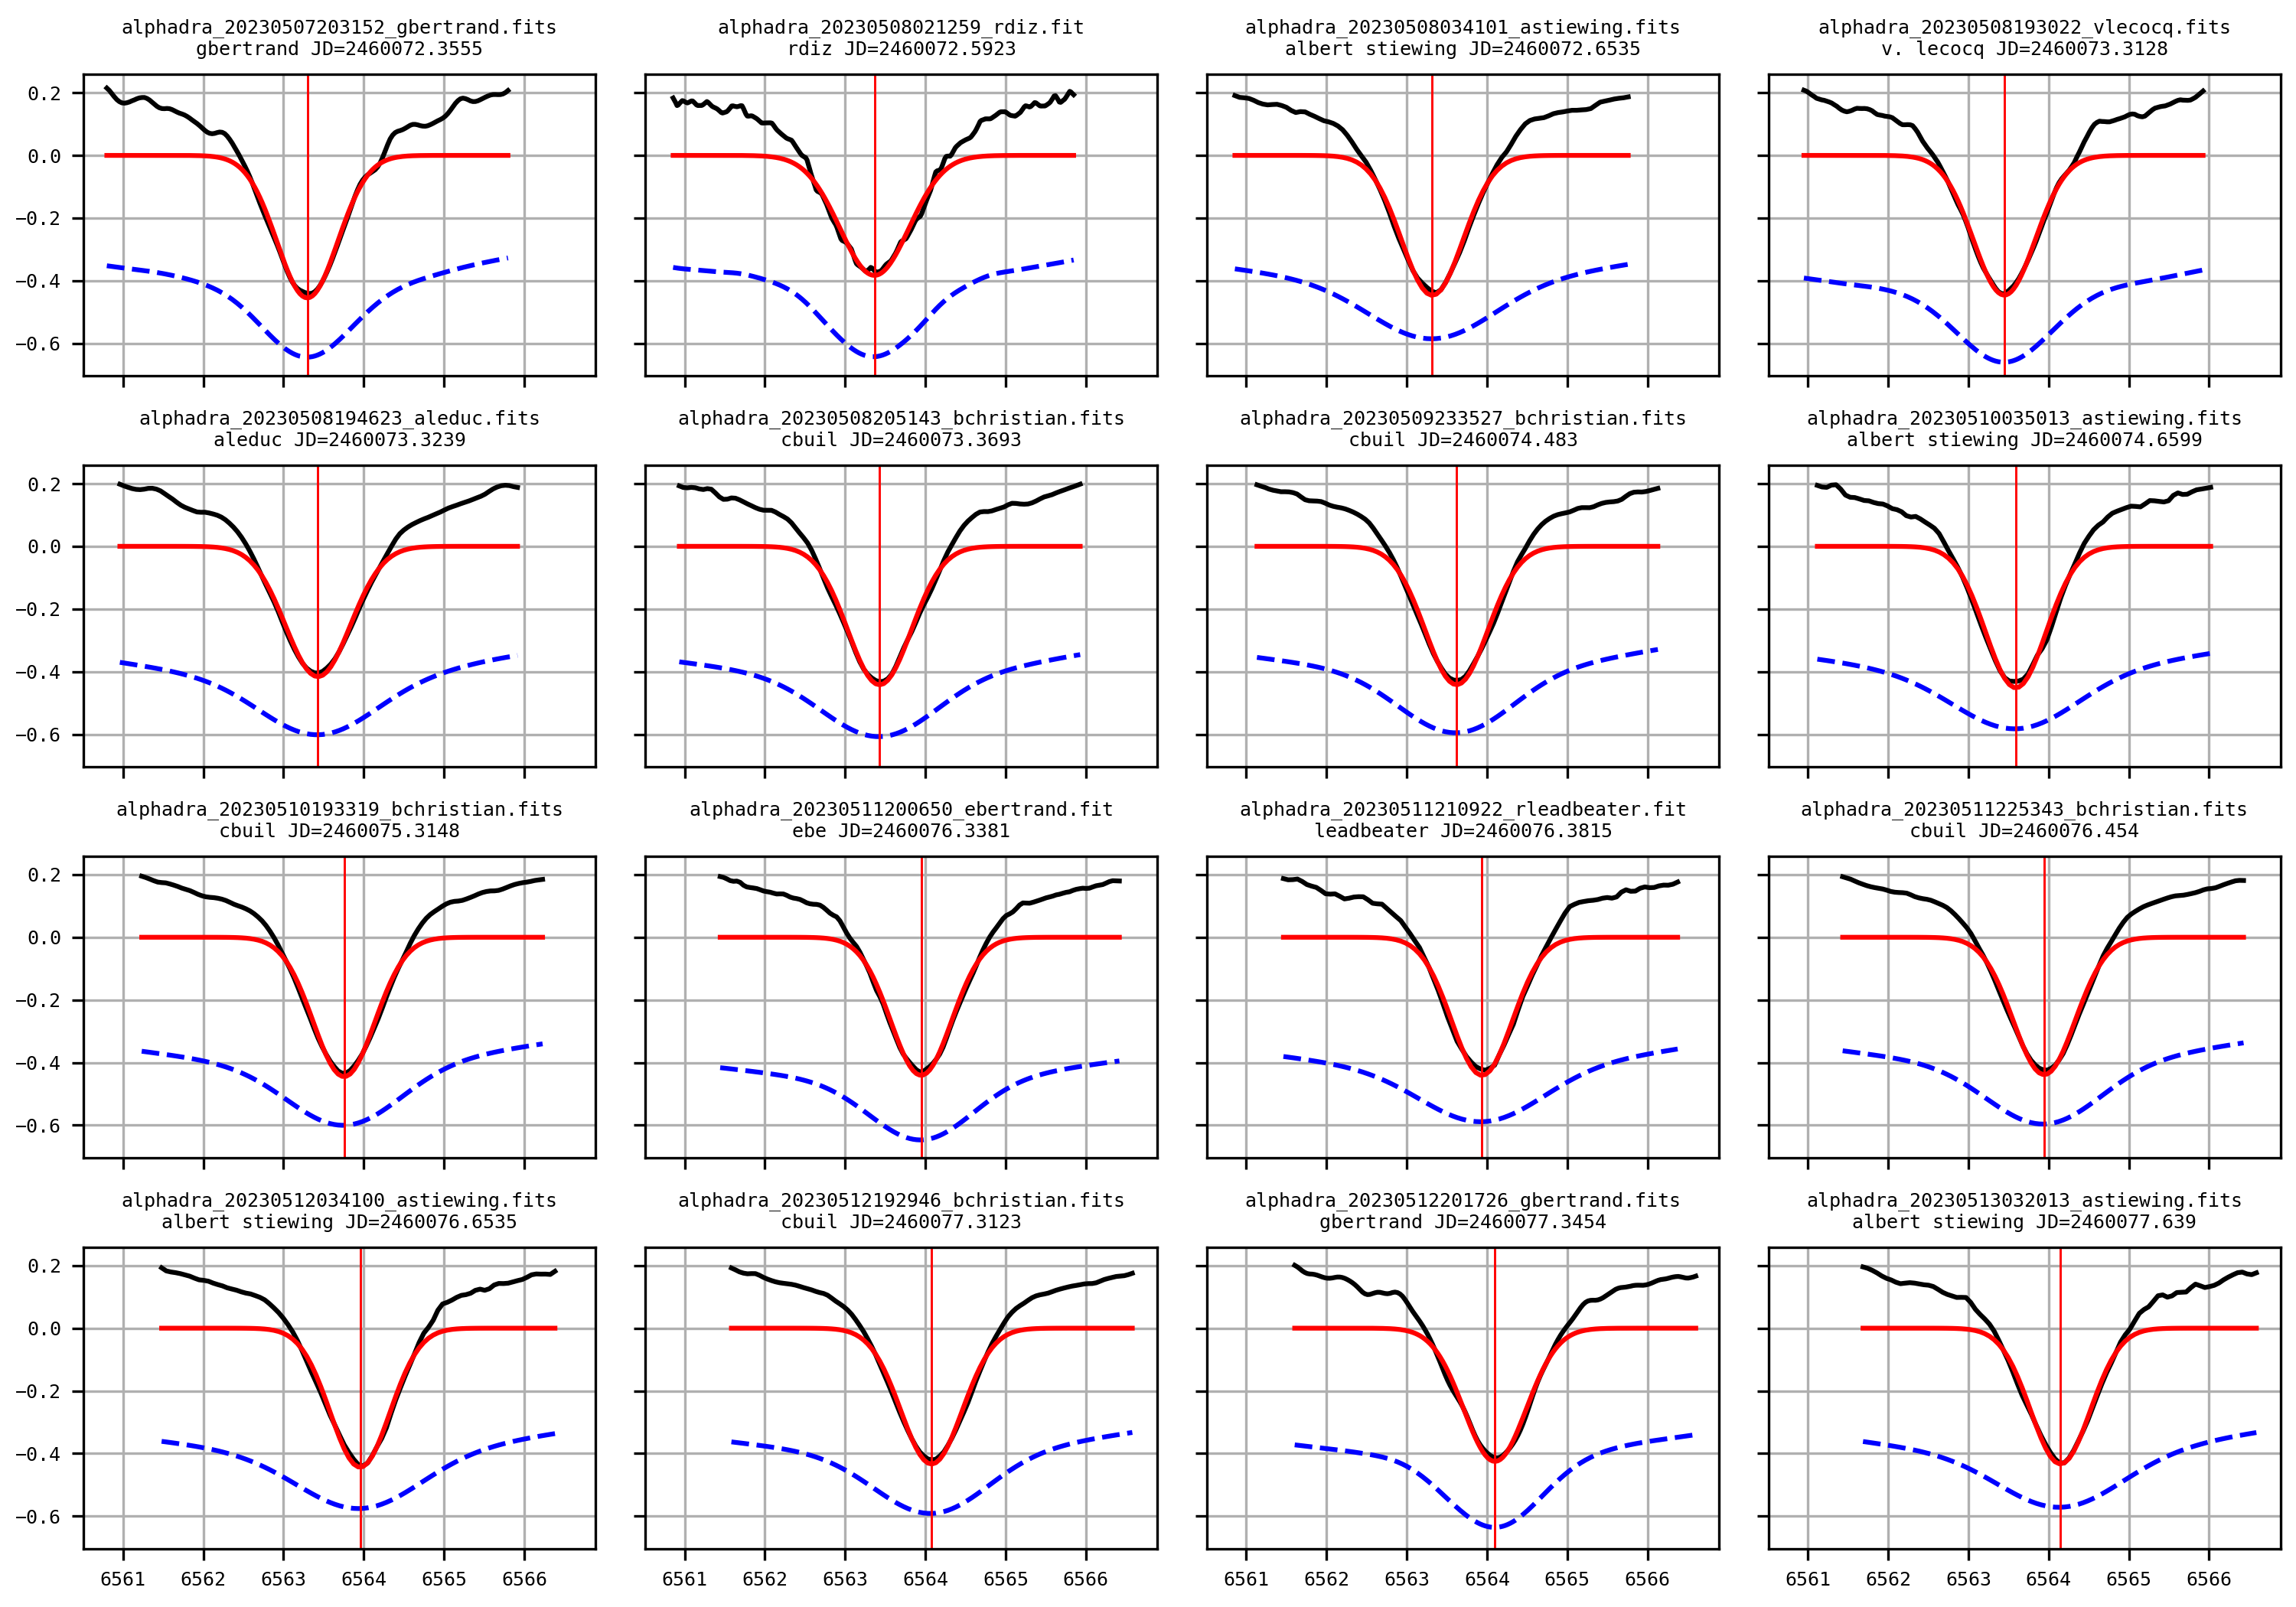 alphadra_20230507203152_gbertrand.fits
gbertrand JD=2460072.3555
alphadra_20230508021259_rdiz.fit
rdiz JD=2460072.5923
alphadra_20230508034101_astiewing.fits
albert stiewing JD=2460072.6535
alphadra_20230508193022_vlecocq.fits
v. lecocq JD=2460073.3128
0.2
0.0
−0.2
−0.4
−0.6
alphadra_20230508194623_aleduc.fits
aleduc JD=2460073.3239
alphadra_20230508205143_bchristian.fits
cbuil JD=2460073.3693
alphadra_20230509233527_bchristian.fits
cbuil JD=2460074.483
alphadra_20230510035013_astiewing.fits
albert stiewing JD=2460074.6599
0.2
0.0
−0.2
−0.4
−0.6
alphadra_20230510193319_bchristian.fits
cbuil JD=2460075.3148
alphadra_20230511200650_ebertrand.fit
ebe JD=2460076.3381
alphadra_20230511210922_rleadbeater.fit
leadbeater JD=2460076.3815
alphadra_20230511225343_bchristian.fits
cbuil JD=2460076.454
0.2
0.0
−0.2
−0.4
−0.6
alphadra_20230512034100_astiewing.fits
albert stiewing JD=2460076.6535
alphadra_20230512192946_bchristian.fits
cbuil JD=2460077.3123
alphadra_20230512201726_gbertrand.fits
gbertrand JD=2460077.3454
alphadra_20230513032013_astiewing.fits
albert stiewing JD=2460077.639
0.2
0.0
−0.2
−0.4
−0.6
6561 6562 6563 6564 6565 6566
6561 6562 6563 6564 6565 6566
6561 6562 6563 6564 6565 6566
6561 6562 6563 6564 6565 6566